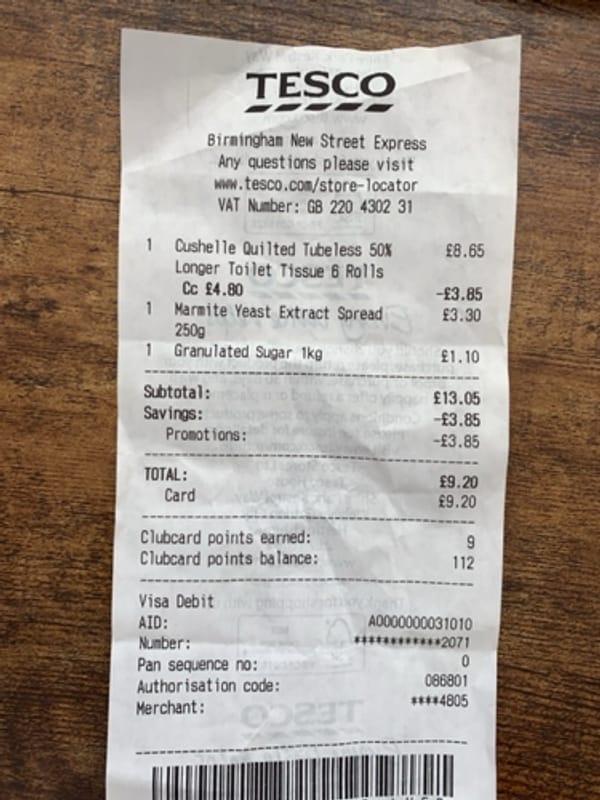 TESCO
Birmingham New Street Express
Any questions please visit
www.tesco.com/store-locator
VAT Number: GB 220 4302 31
1 Cushelle Quilted Tubeless 50% £8.65
Longer Toilet Tissue 6 Rolls
Cc £4.80 -£3.85
1 Marmite Yeast Extract Spread £3.30
250g
1 Granulated Sugar 1kg £1.10
Subtotal: £13.05
Savings: -£3.85
Promotions: -£3.85
TOTAL: £9.20
Card £9.20
Clubcard points earned: 9
Clubcard points balance: 112
Visa Debit
AID: A0000000031010
Number: ************2071
Pan sequence no: 0
Authorisation code: 086801
Merchant: ****4805